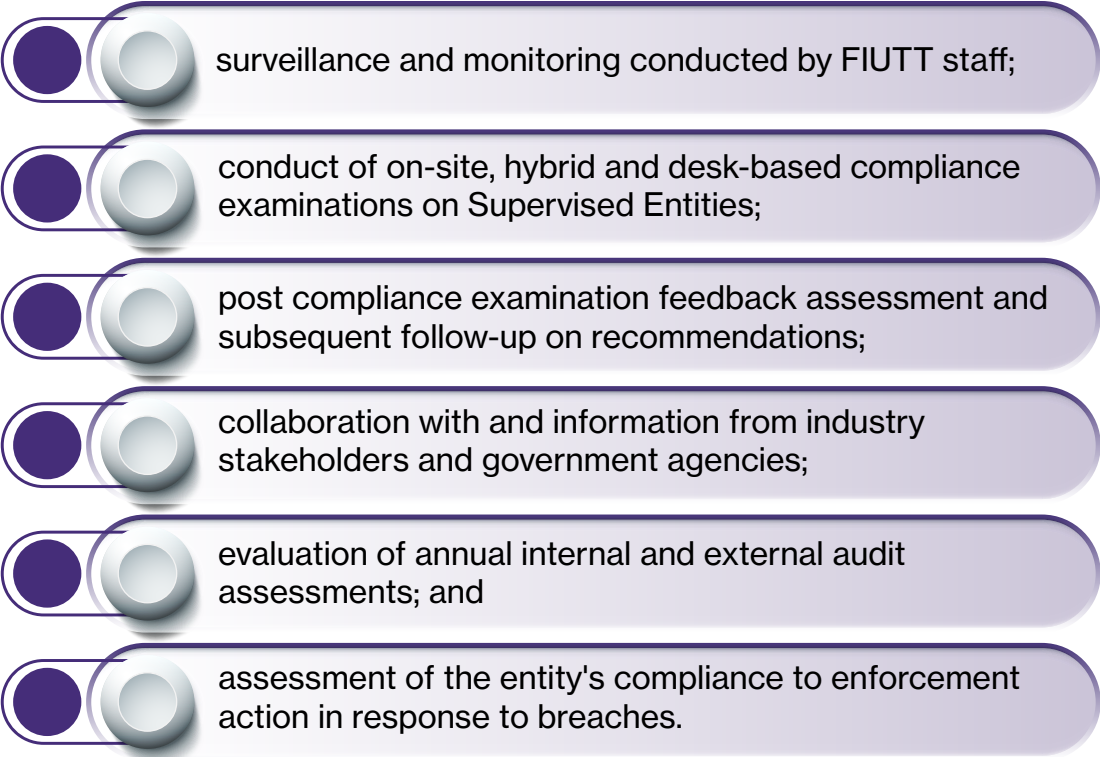 surveillance and monitoring conducted by FIUTT staff;
conduct of on-site, hybrid and desk-based compliance
examinations on Supervised Entities;
post compliance examination feedback assessment and
subsequent follow-up on recommendations;
collaboration with and information from industry
stakeholders and government agencies;
evaluation of annual internal and external audit
assessments; and
assessment of the entity's compliance to enforcement
action in response to breaches.